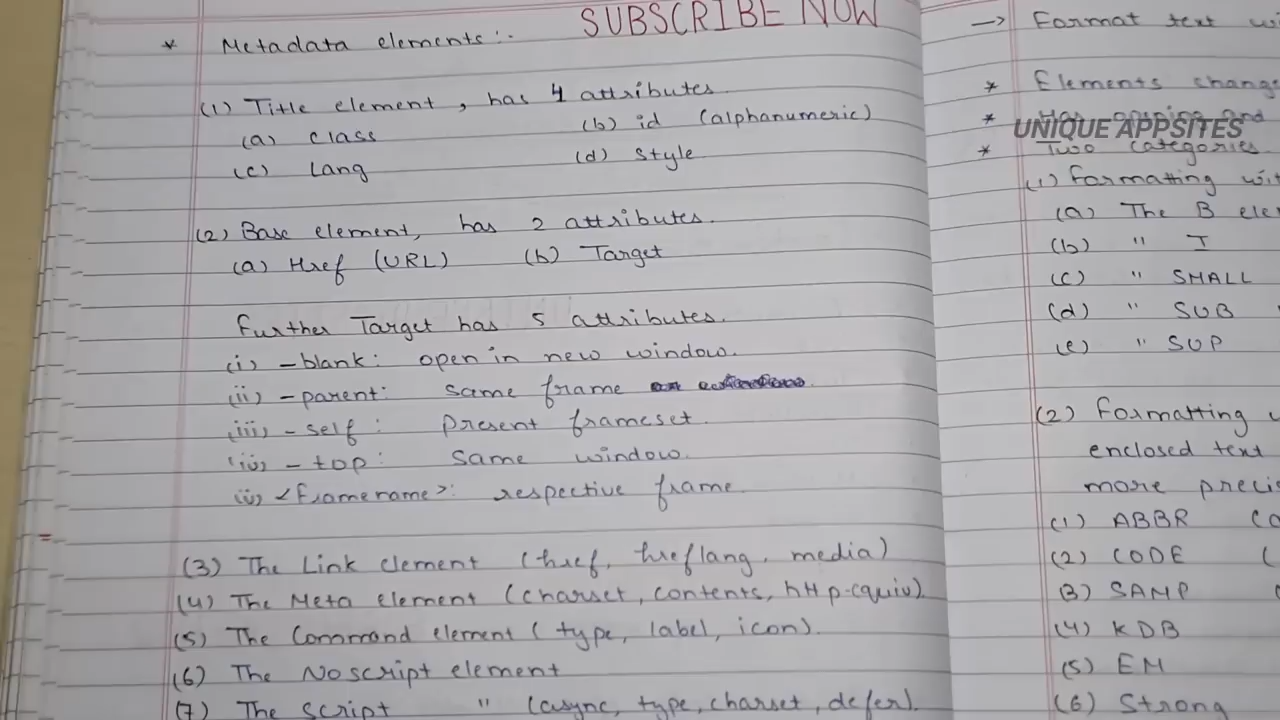 SUBSCRIBE NOW
* Metadata elements:-
(1) Title element, has 4 attributes.
(a) class (b) id (alphanumeric)
(c) Lang (d) style
(2) Base element, has 2 attributes.
(a) Href (URL) (b) Target
Further Target has 5 attributes.
(i) -blank: open in new window.
(ii) -parent: same frame
(iii) -self: Present frameset.
(iv) -top: same window.
(v) <framename>: respective frame.
(3) The Link element (href, hreflang, media)
(4) The Meta element (charset, contents, http-equiv)
(5) The Command element (type, label, icon).
(6) The Noscript element
(7) The Script " (async, type, charset, defer).
→ Format text
* Elements
* and
UNIQUE APPSITES
* Two categories
(1) Formatting
(a) The B
(b) " I
(c) " SMALL
(d) " SUB
(e) " SUP
(2) Formatting
enclosed text
more
(1) ABBR
(2) CODE
(3) SAMP
(4) KDB
(5) EM
(6) Strong